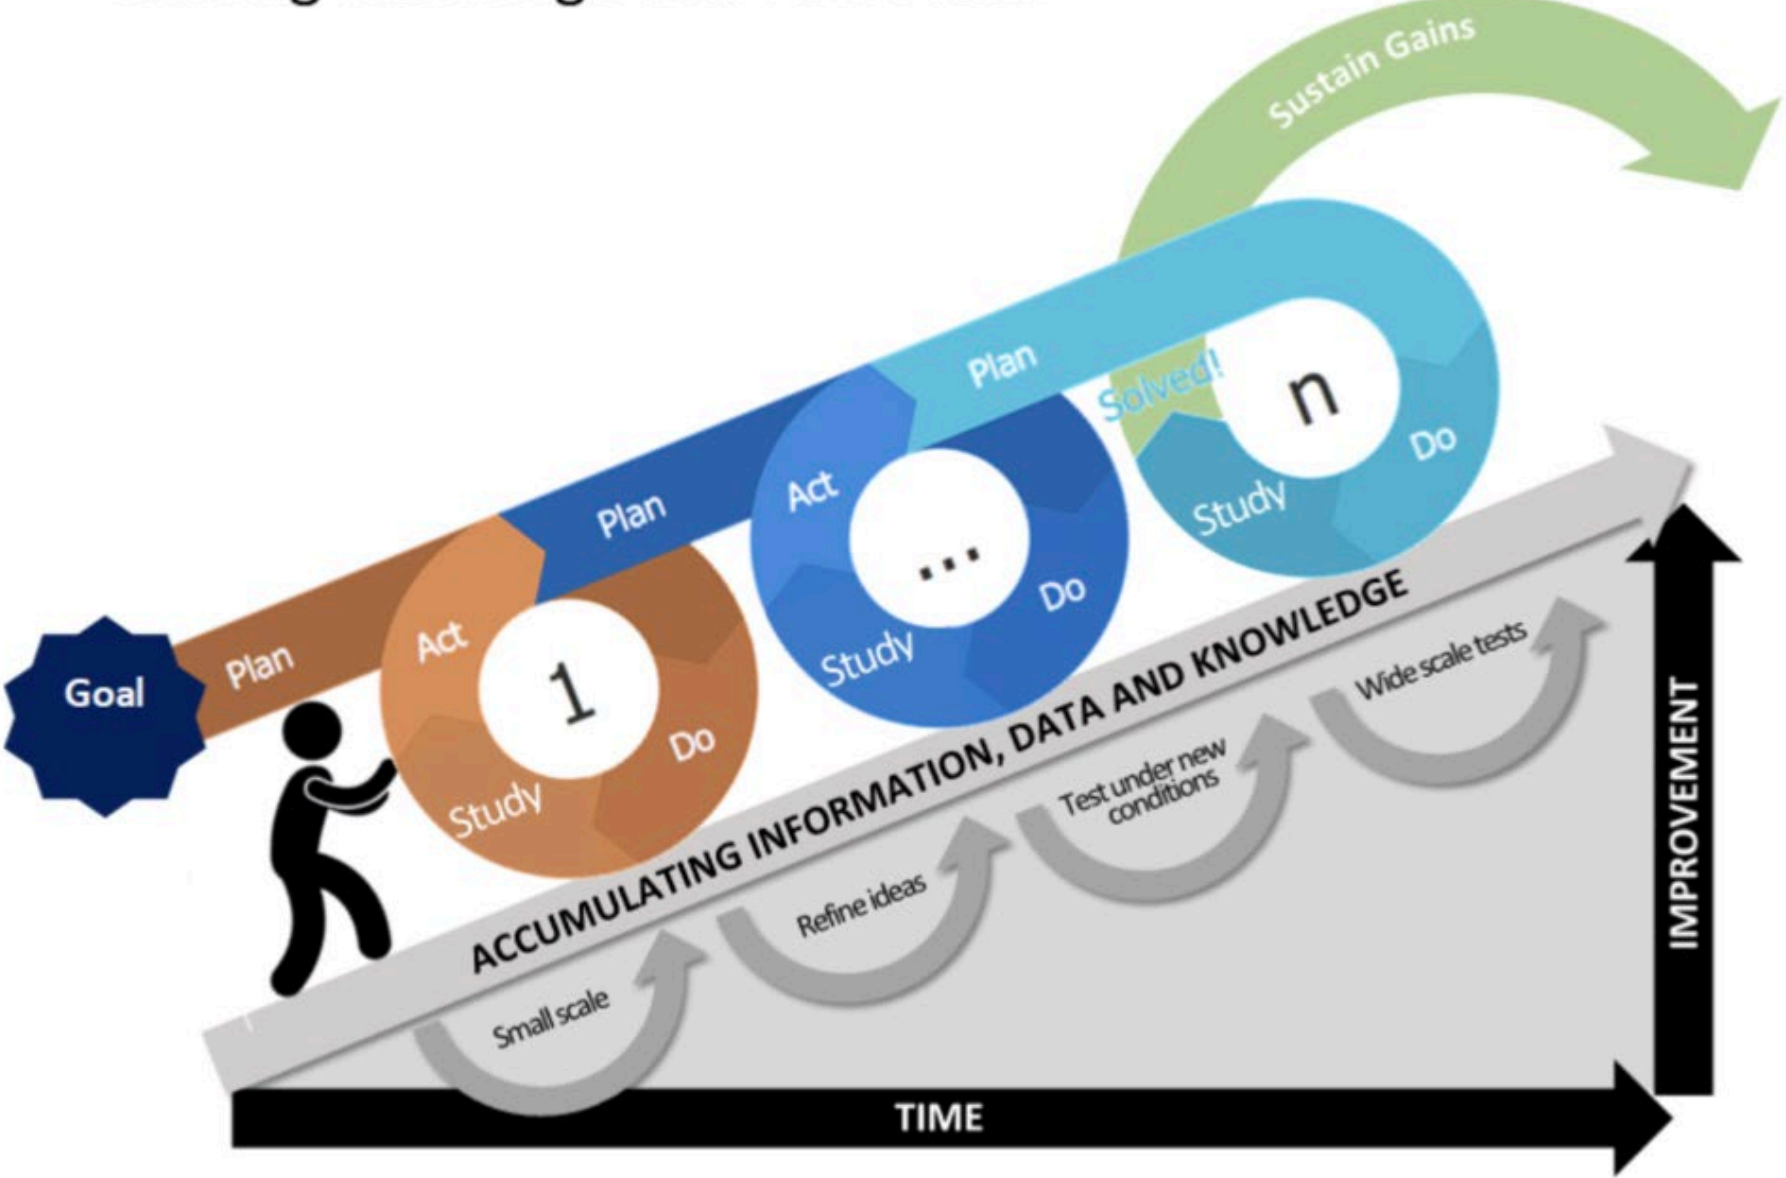 Sustain Gains
Goal
Plan
Act
1
Do
Study
Plan
Act
...
Do
Study
Plan
Solved!
n
Do
Study
ACCUMULATING INFORMATION, DATA AND KNOWLEDGE
Small scale
Refine ideas
Test under new
conditions
Wide scale tests
IMPROVEMENT
TIME